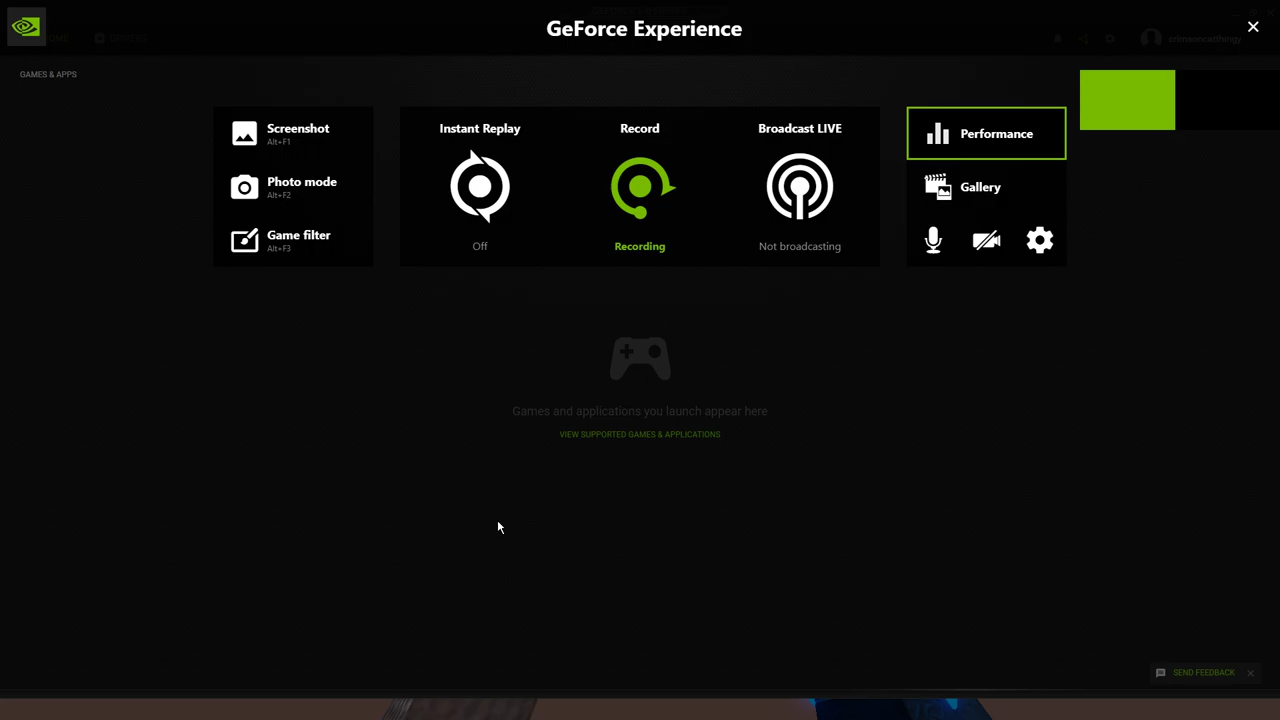 GeForce Experience
GAMES & APPS
Screenshot
Alt+F1
Photo mode
Alt+F2
Game filter
Alt+F3
Instant Replay
Off
Record
Recording
Broadcast LIVE
Not broadcasting
Performance
Gallery
Games and applications you launch appear here
VIEW SUPPORTED GAMES & APPLICATIONS
SEND FEEDBACK